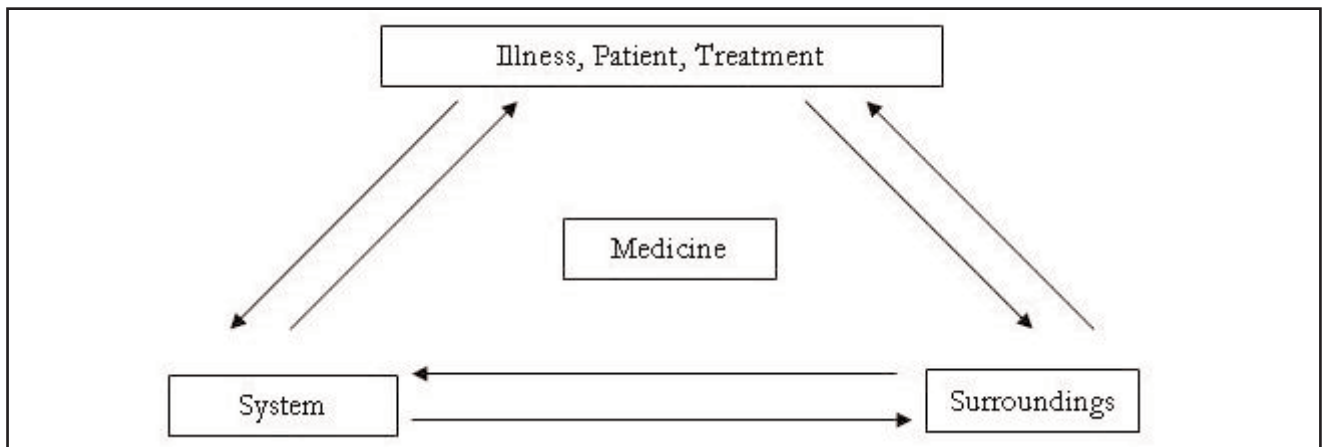 Illness, Patient, Treatment
Medicine
System
Surroundings